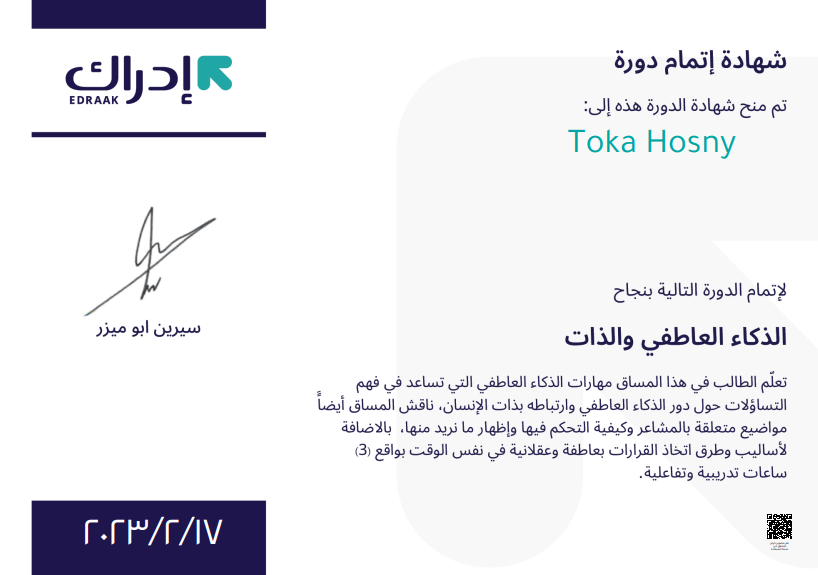 شهادة إتمام دورة
تم منح شهادة الدورة هذه إلى:
Toka Hosny
لإتمام الدورة التالية بنجاح
الذكاء العاطفي والذات
تعلّم الطالب في هذا المساق مهارات الذكاء العاطفي التي تساعد في فهم
التساؤلات حول دور الذكاء العاطفي وارتباطه بذات الإنسان، ناقش المساق أيضاً
مواضيع متعلقة بالمشاعر وكيفية التحكم فيها وإظهار ما نريد منها، بالاضافة
لأساليب وطرق اتخاذ القرارات بعاطفة وعقلانية في نفس الوقت بواقع (3)
ساعات تدريبية وتفاعلية.
إدراك
EDRAAK
سيرين ابو ميزر
٢٠٢٣/٢/١٧